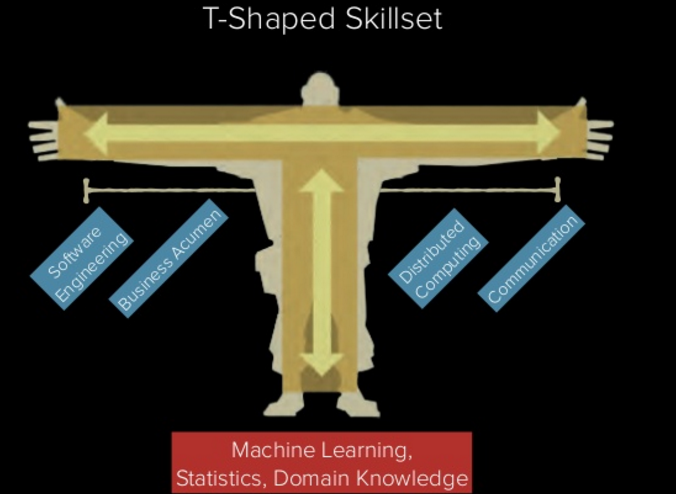 T-Shaped Skillset
Software
Engineering
Business Acumen
Distributed
Computing
Communication
Machine Learning,
Statistics, Domain Knowledge